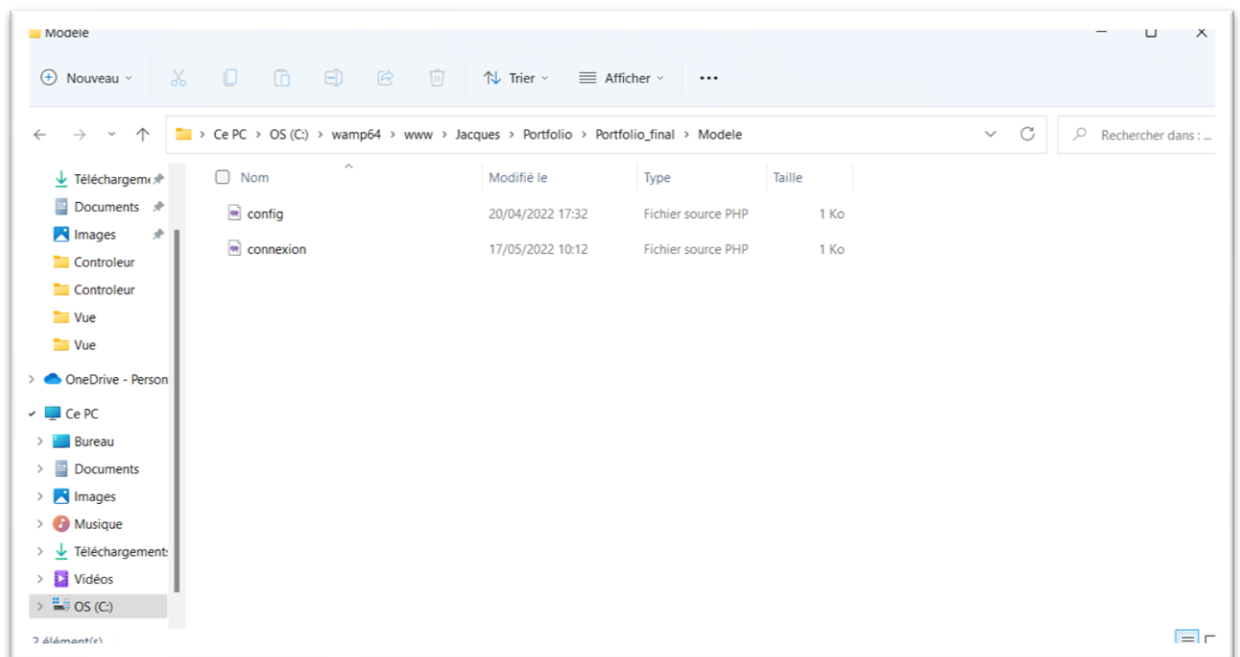 Modele
Nouveau Trier Afficher
Ce PC > OS (C:) > wamp64 > www > Jacques > Portfolio > Portfolio_final > Modele Rechercher dans : ...
Téléchargeme Nom Modifié le Type Taille
Documents config 20/04/2022 17:32 Fichier source PHP 1 Ko
Images connexion 17/05/2022 10:12 Fichier source PHP 1 Ko
Controleur
Controleur
Vue
Vue
OneDrive - Person
Ce PC
Bureau
Documents
Images
Musique
Téléchargements
Vidéos
OS (C:)
2 élément(s)